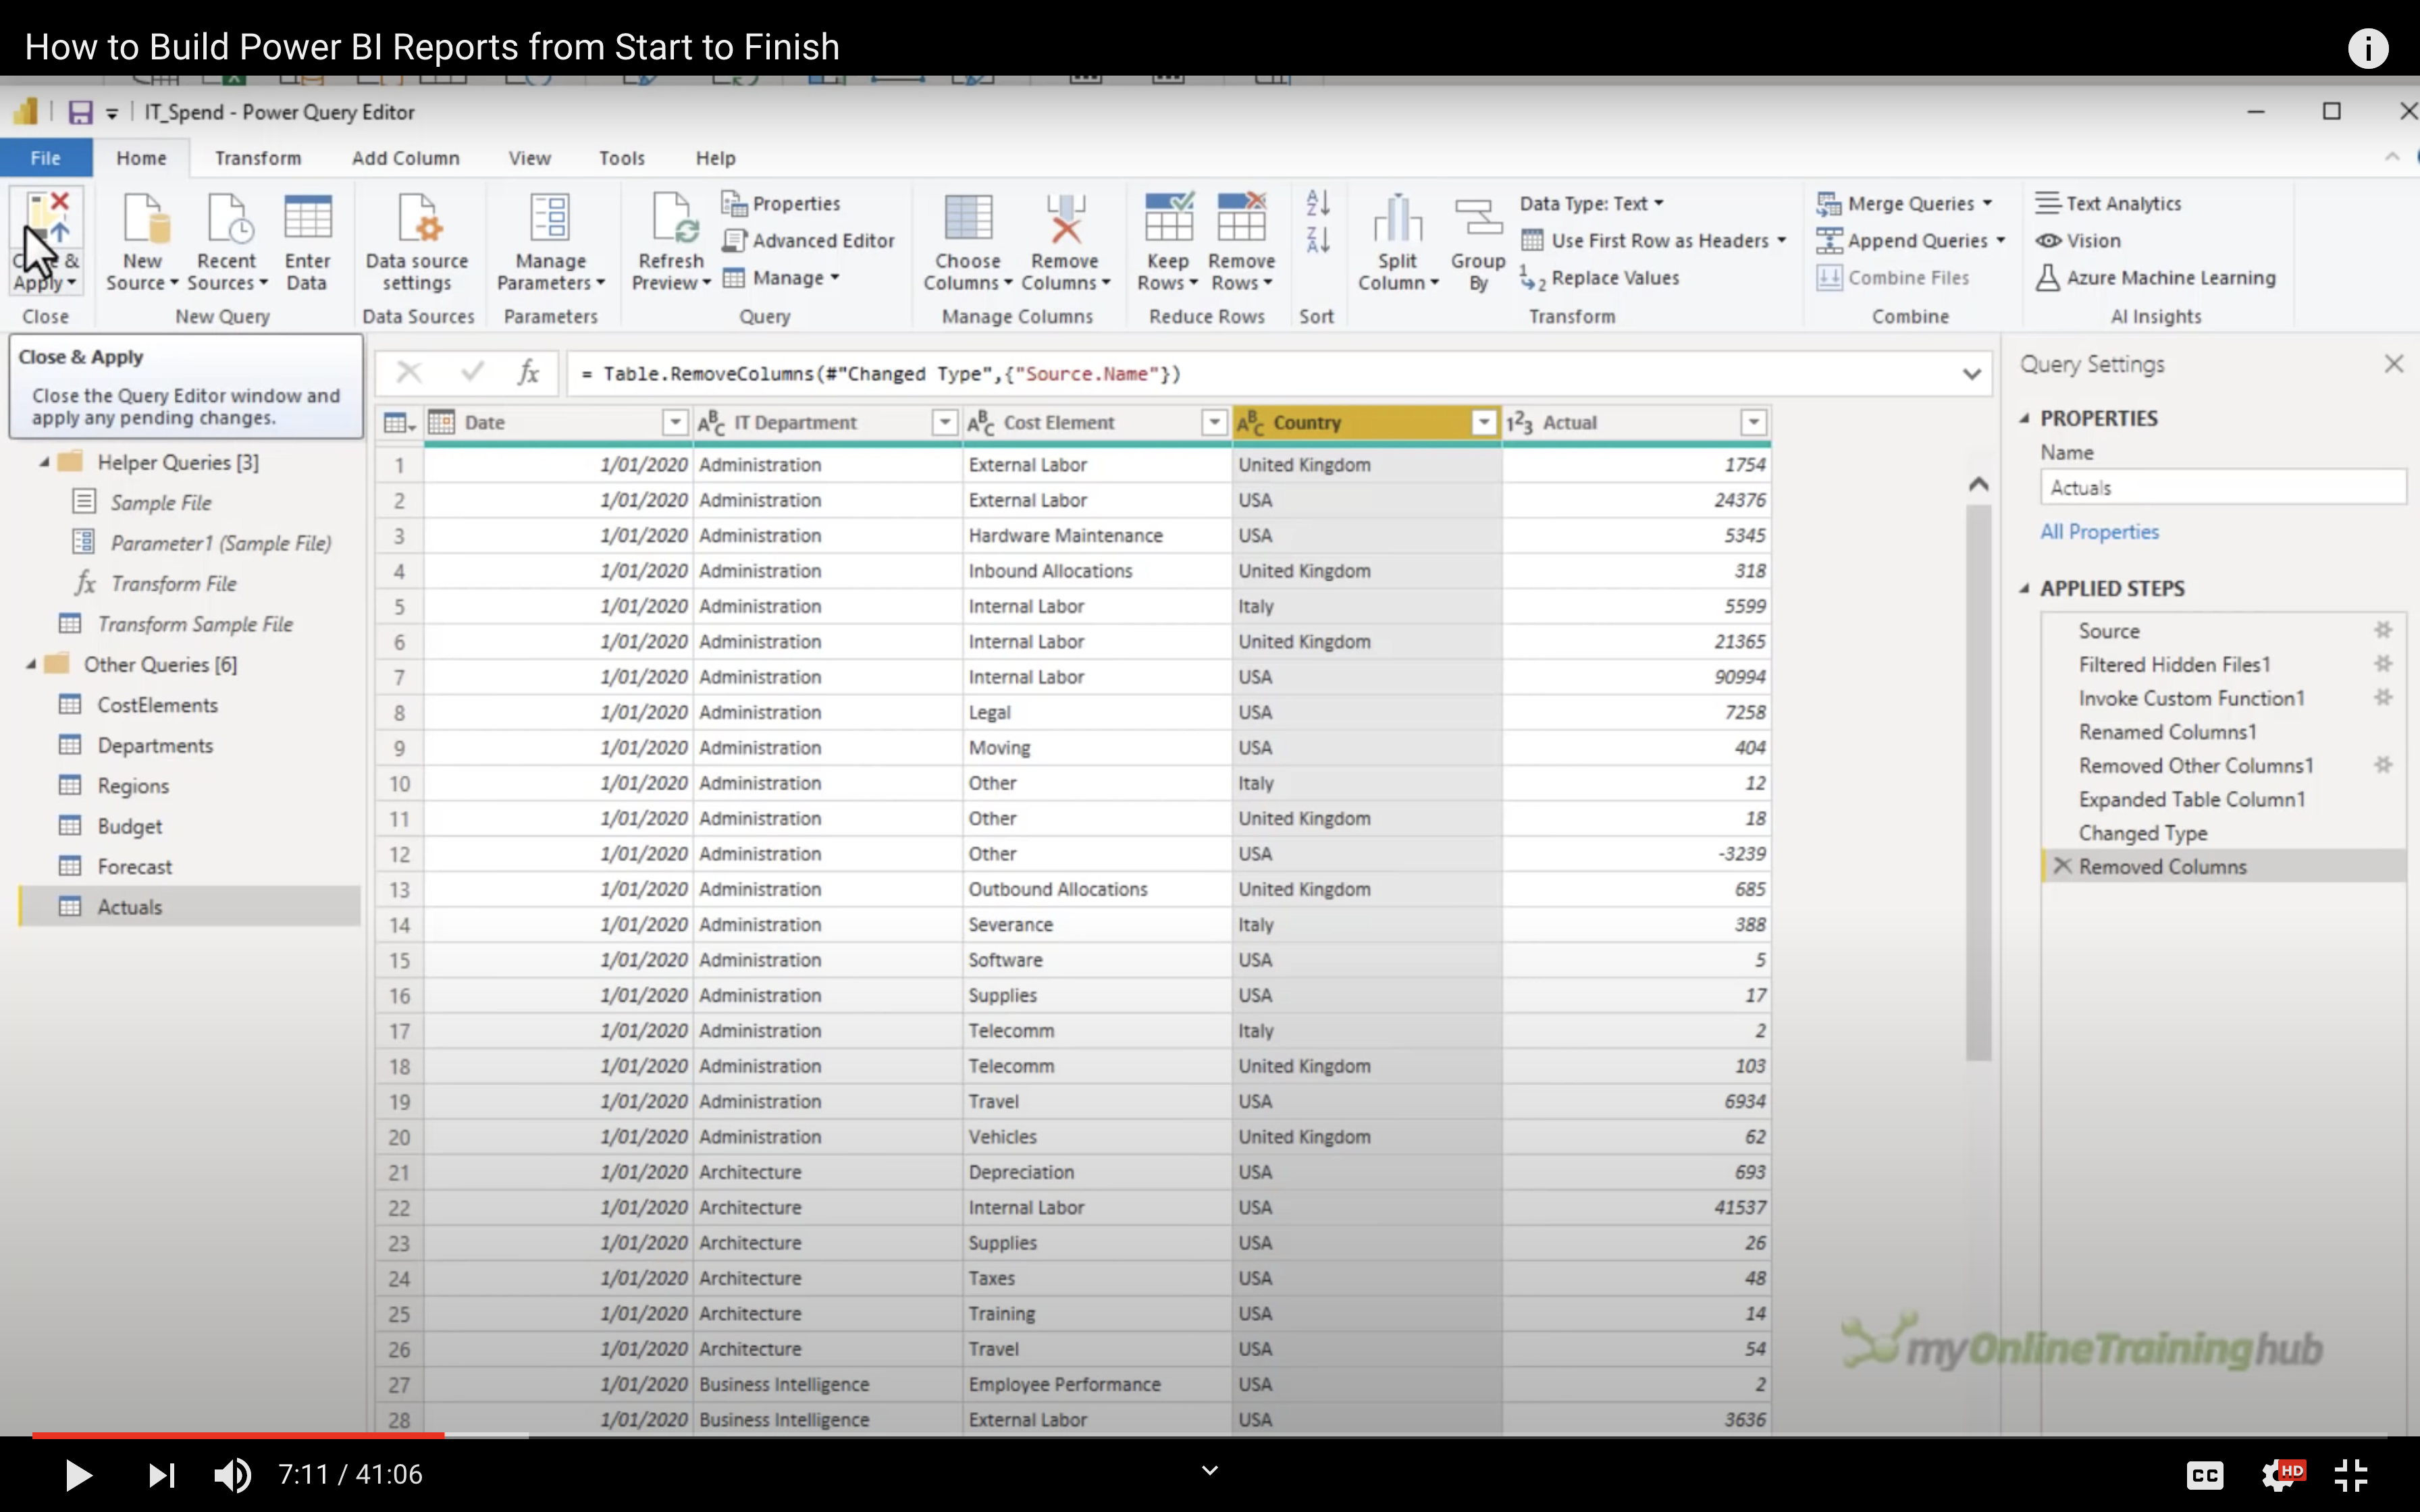 How to Build Power BI Reports from Start to Finish
IT_Spend - Power Query Editor
File Home Transform Add Column View Tools Help
Close & Apply
Close
New Source
Recent Sources
Enter Data
New Query
Data source settings
Data Sources
Manage Parameters
Parameters
Refresh Preview
Properties
Advanced Editor
Manage
Query
Choose Columns
Remove Columns
Manage Columns
Keep Rows
Remove Rows
Reduce Rows
Sort
Split Column
Group By
Data Type: Text
Use First Row as Headers
Replace Values
Transform
Merge Queries
Append Queries
Combine Files
Combine
Text Analytics
Vision
Azure Machine Learning
AI Insights
Close & Apply
Close the Query Editor window and
apply any pending changes.
Helper Queries [3]
Sample File
Parameter1 (Sample File)
fx Transform File
Transform Sample File
Other Queries [6]
CostElements
Departments
Regions
Budget
Forecast
Actuals
fx = Table.RemoveColumns(#"Changed Type",{"Source.Name"})
Date ABC IT Department ABC Cost Element ABC Country 123 Actual
1 1/01/2020 Administration External Labor United Kingdom 1754
2 1/01/2020 Administration External Labor USA 24376
3 1/01/2020 Administration Hardware Maintenance USA 5345
4 1/01/2020 Administration Inbound Allocations United Kingdom 318
5 1/01/2020 Administration Internal Labor Italy 5599
6 1/01/2020 Administration Internal Labor United Kingdom 21365
7 1/01/2020 Administration Internal Labor USA 90994
8 1/01/2020 Administration Legal USA 7258
9 1/01/2020 Administration Moving USA 404
10 1/01/2020 Administration Other Italy 12
11 1/01/2020 Administration Other United Kingdom 18
12 1/01/2020 Administration Other USA -3239
13 1/01/2020 Administration Outbound Allocations United Kingdom 685
14 1/01/2020 Administration Severance Italy 388
15 1/01/2020 Administration Software USA 5
16 1/01/2020 Administration Supplies USA 17
17 1/01/2020 Administration Telecomm Italy 2
18 1/01/2020 Administration Telecomm United Kingdom 103
19 1/01/2020 Administration Travel USA 6934
20 1/01/2020 Administration Vehicles United Kingdom 62
21 1/01/2020 Architecture Depreciation USA 693
22 1/01/2020 Architecture Internal Labor USA 41537
23 1/01/2020 Architecture Supplies USA 26
24 1/01/2020 Architecture Taxes USA 48
25 1/01/2020 Architecture Training USA 14
26 1/01/2020 Architecture Travel USA 54
27 1/01/2020 Business Intelligence Employee Performance USA 2
28 1/01/2020 Business Intelligence External Labor USA 3636
Query Settings
PROPERTIES
Name
Actuals
All Properties
APPLIED STEPS
Source
Filtered Hidden Files1
Invoke Custom Function1
Renamed Columns1
Removed Other Columns1
Expanded Table Column1
Changed Type
Removed Columns
myOnlineTraininghub
7:11 / 41:06
CC
HD